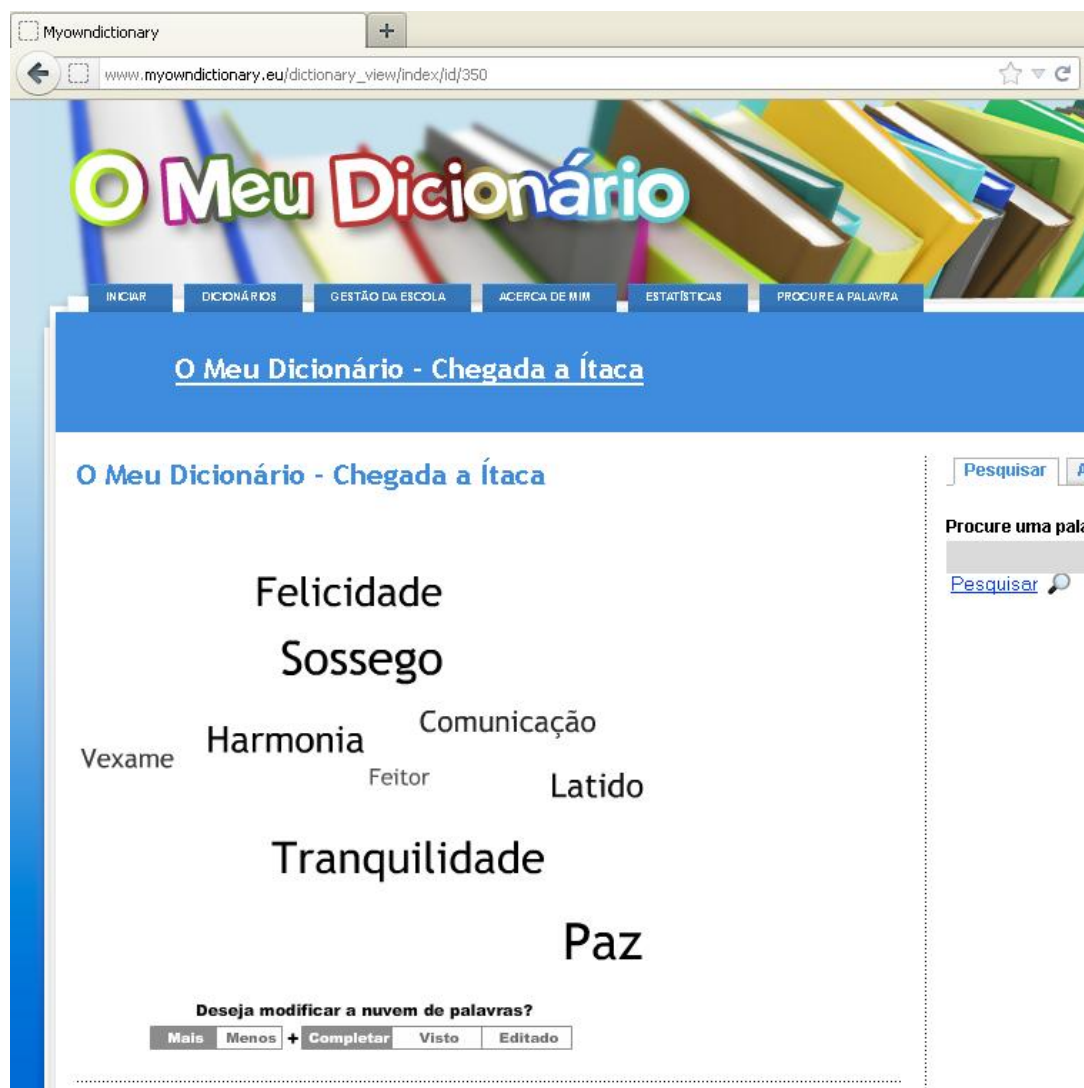 Myowndictionary
+
www.myowndictionary.eu/dictionary_view/index/id/350
O Meu Dicionário
INICIAR DICIONÁRIOS GESTÃO DA ESCOLA ACERCA DE MIM ESTATÍSTICAS PROCURE A PALAVRA
O Meu Dicionário - Chegada a Ítaca
O Meu Dicionário - Chegada a Ítaca
Pesquisar
Procure uma
Pesquisar
Felicidade
Sossego
Comunicação
Harmonia
Vexame
Feitor
Latido
Tranquilidade
Paz
Deseja modificar a nuvem de palavras?
Mais Menos + Completar Visto Editado